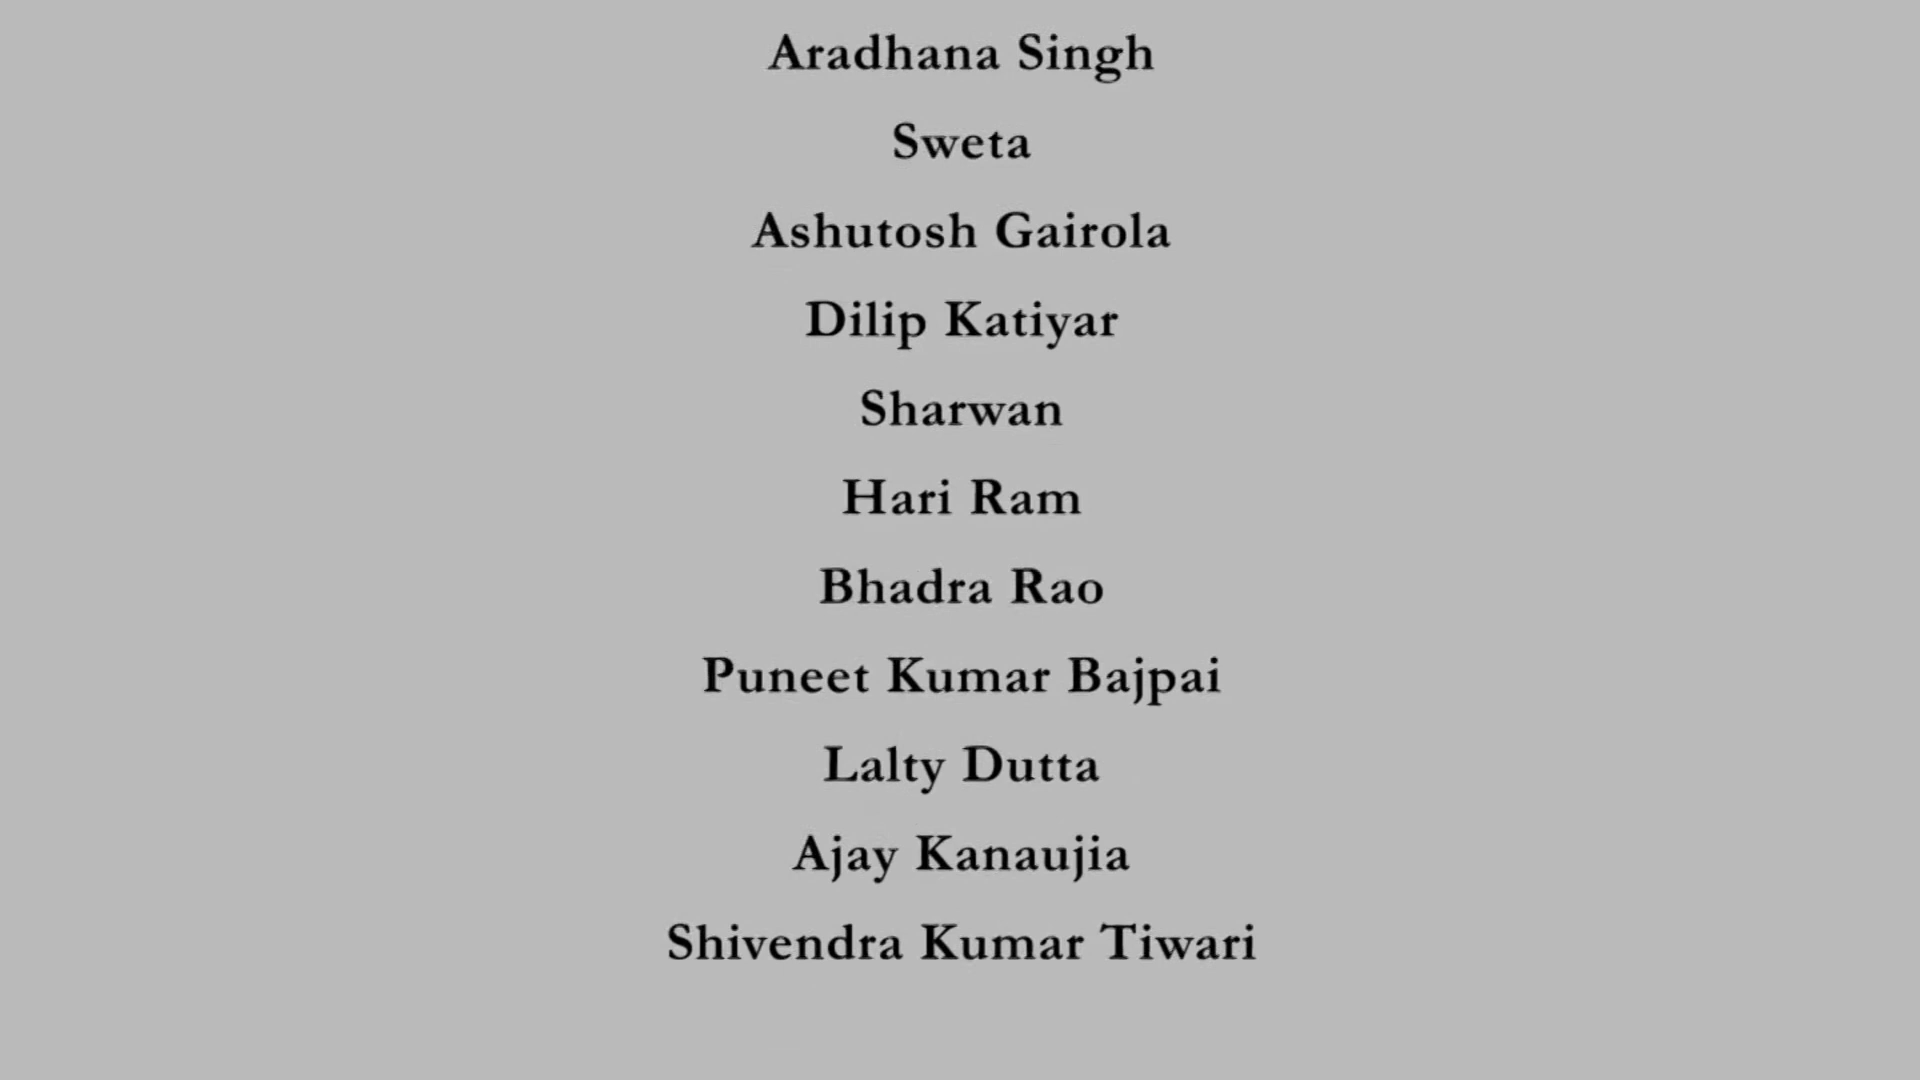 Aradhana Singh
Sweta
Ashutosh Gairola
Dilip Katiyar
Sharwan
Hari Ram
Bhadra Rao
Puneet Kumar Bajpai
Lalty Dutta
Ajay Kanaujia
Shivendra Kumar Tiwari